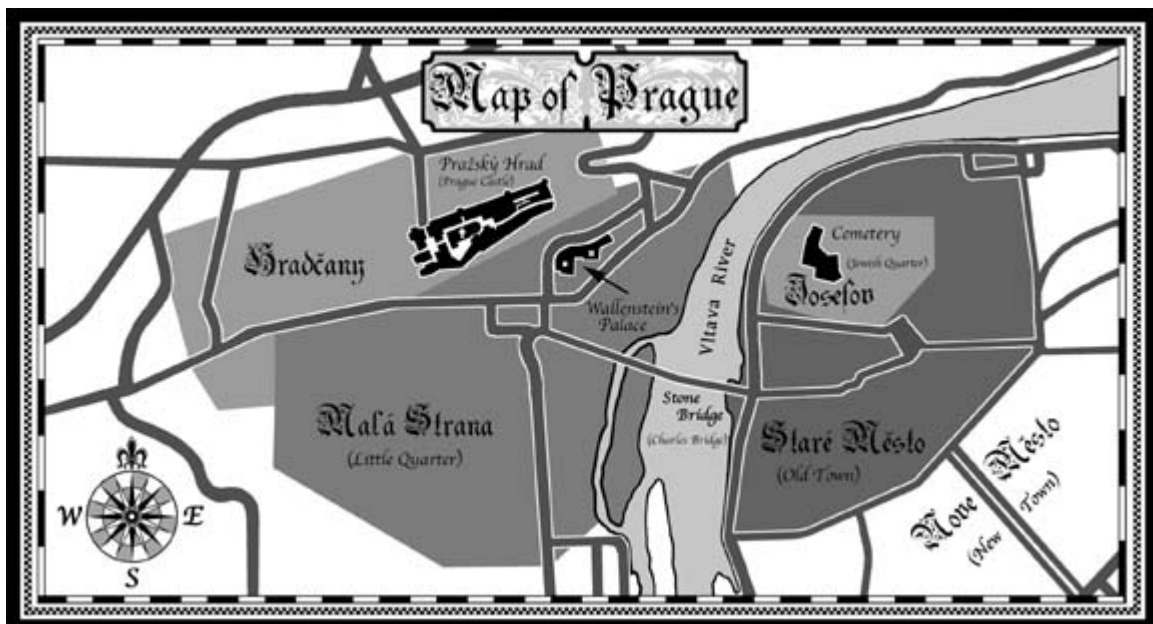 Map of Prague
Pražský Hrad
(Prague Castle)
Hradčany
Cemetery
(Jewish Quarter)
Josefov
Wallenstein's
Palace
Vltava River
Stone
Bridge
(Charles Bridge)
Malá Strana
(Little Quarter)
Staré Město
(Old Town)
Nove Město
(New Town)
W E
S